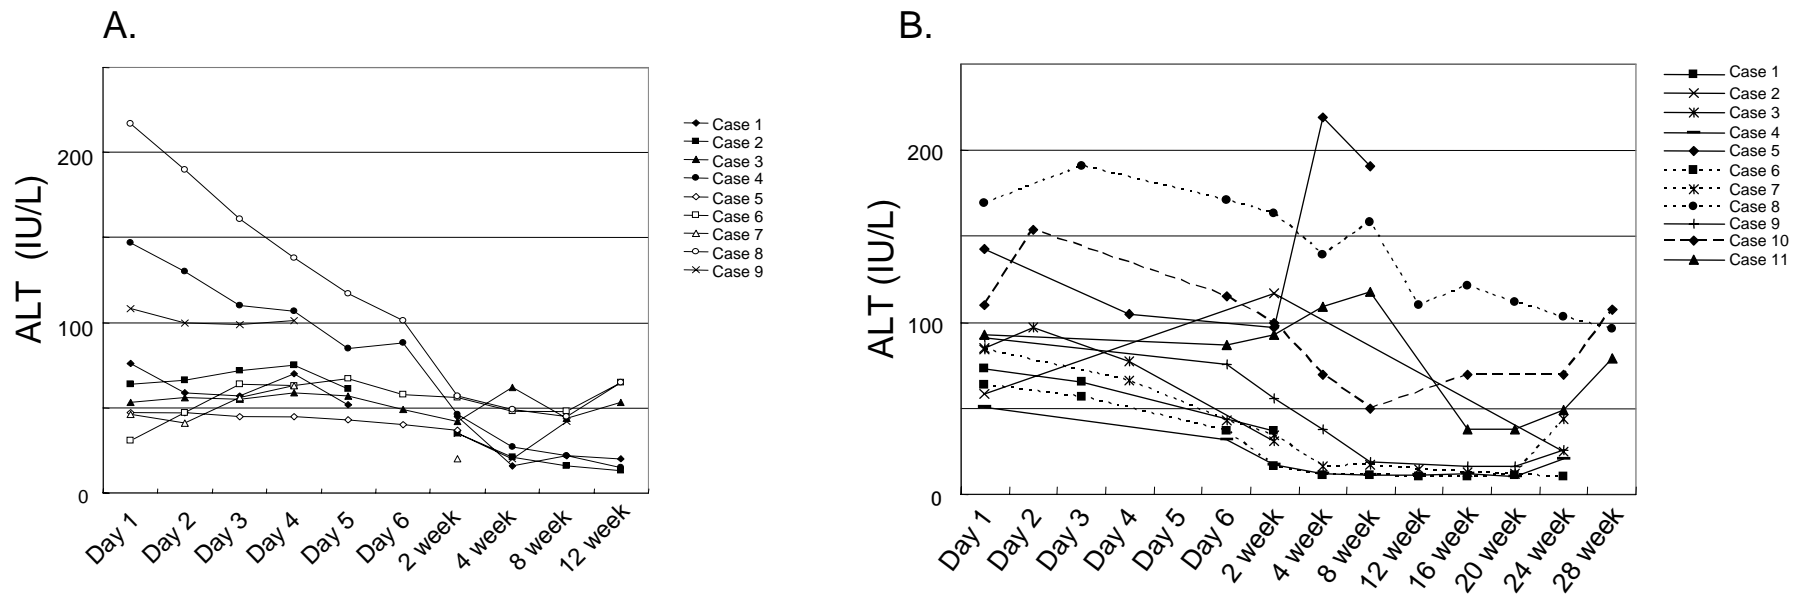 A.
ALT (IU/L)
200
100
0
Day 1
Day 2
Day 3
Day 4
Day 5
Day 6
2 week
4 week
8 week
12 week
Case 1
Case 2
Case 3
Case 4
Case 5
Case 6
Case 7
Case 8
Case 9
B.
ALT (IU/L)
200
100
0
Day 1
Day 2
Day 3
Day 4
Day 5
Day 6
2 week
4 week
8 week
12 week
16 week
20 week
24 week
28 week
Case 1
Case 2
Case 3
Case 4
Case 5
Case 6
Case 7
Case 8
Case 9
Case 10
Case 11